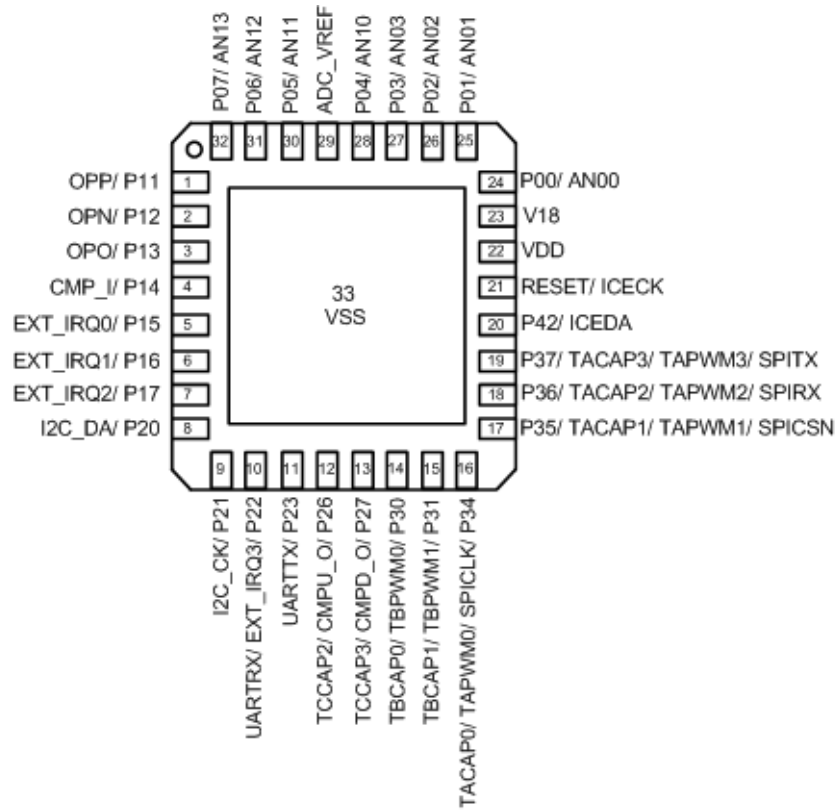 P07/ AN13
P06/ AN12
P05/ AN11
ADC_VREF
P04/ AN10
P03/ AN03
P02/ AN02
P01/ AN01
32
31
30
29
28
27
26
25
OPP/ P11
1
OPN/ P12
2
OPO/ P13
3
CMP_I/ P14
4
EXT_IRQ0/ P15
5
EXT_IRQ1/ P16
6
EXT_IRQ2/ P17
7
I2C_DA/ P20
8
33
VSS
24
P00/ AN00
23
V18
22
VDD
21
RESET/ ICECK
20
P42/ ICEDA
19
P37/ TACAP3/ TAPWM3/ SPITX
18
P36/ TACAP2/ TAPWM2/ SPIRX
17
P35/ TACAP1/ TAPWM1/ SPICSN
9
10
11
12
13
14
15
16
I2C_CK/ P21
UARTRX/ EXT_IRQ3/ P22
UARTTX/ P23
TCCAP2/ CMPU_O/ P26
TCCAP3/ CMPD_O/ P27
TBCAP0/ TBPWM0/ P30
TBCAP1/ TBPWM1/ P31
TACAP0/ TAPWM0/ SPICLK/ P34